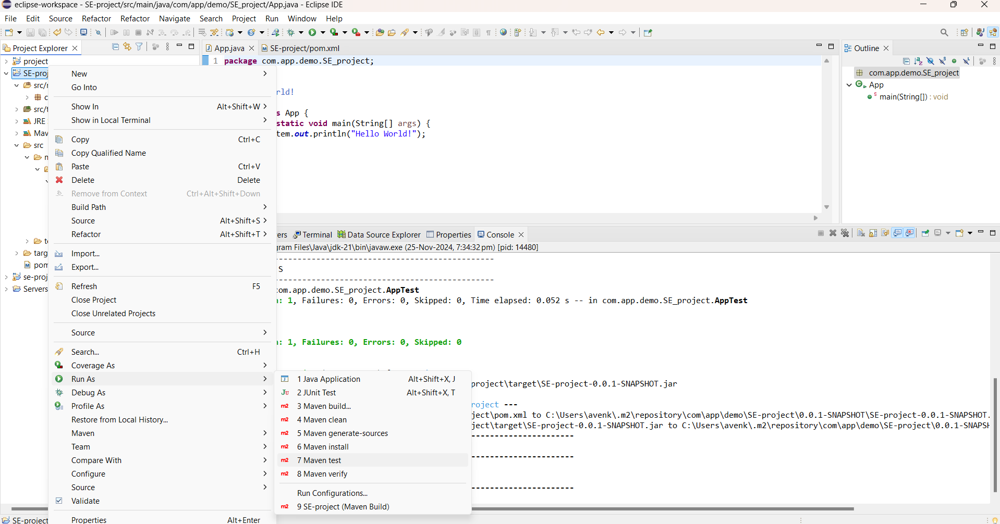 eclipse-workspace - SE-project/src/main/java/com/app/demo/SE_project/App.java - Eclipse IDE
File Edit Source Refactor Refactor Navigate Search Project Run Window Help
Project Explorer
App.java
SE-project/pom.xml
Outline
project
SE-proj
src/
c
src/t
JRE
Mav
src
targ
pom
se-proj
Servers
New
Go Into
Show In Alt+Shift+W
Show in Local Terminal
Copy Ctrl+C
Copy Qualified Name
Paste Ctrl+V
Delete Delete
Remove from Context Ctrl+Alt+Shift+Down
Build Path
Source Alt+Shift+S
Refactor Alt+Shift+T
Import...
Export...
Refresh F5
Close Project
Close Unrelated Projects
Source
Search... Ctrl+H
Coverage As
Run As
Debug As
Profile As
Restore from Local History...
Maven
Team
Compare With
Configure
Source
Validate
Properties Alt+Enter
1 Java Application Alt+Shift+X, J
2 JUnit Test Alt+Shift+X, T
3 Maven build...
4 Maven clean
5 Maven generate-sources
6 Maven install
7 Maven test
8 Maven verify
Run Configurations...
9 SE-project (Maven Build)
1 package com.app.demo.SE_project;
rld!
s App {
static void main(String[] args) {
tem.out.println("Hello World!");
com.app.demo.SE_project
App
main(String[]) : void
ers Terminal Data Source Explorer Properties Console
gram Files\Java\jdk-21\bin\javaw.exe (25-Nov-2024, 7:34:32 pm) [pid: 14480]
S
com.app.demo.SE_project.AppTest
: 1, Failures: 0, Errors: 0, Skipped: 0, Time elapsed: 0.052 s -- in com.app.demo.SE_project.AppTest
: 1, Failures: 0, Errors: 0, Skipped: 0
project\target\SE-project-0.0.1-SNAPSHOT.jar
roject ---
ject\pom.xml to C:\Users\avenk\.m2\repository\com\app\demo\SE-project\0.0.1-SNAPSHOT\SE-project-0.0.1-SNAPSHOT.
ject\target\SE-project-0.0.1-SNAPSHOT.jar to C:\Users\avenk\.m2\repository\com\app\demo\SE-project\0.0.1-SNAPSH
SE-project